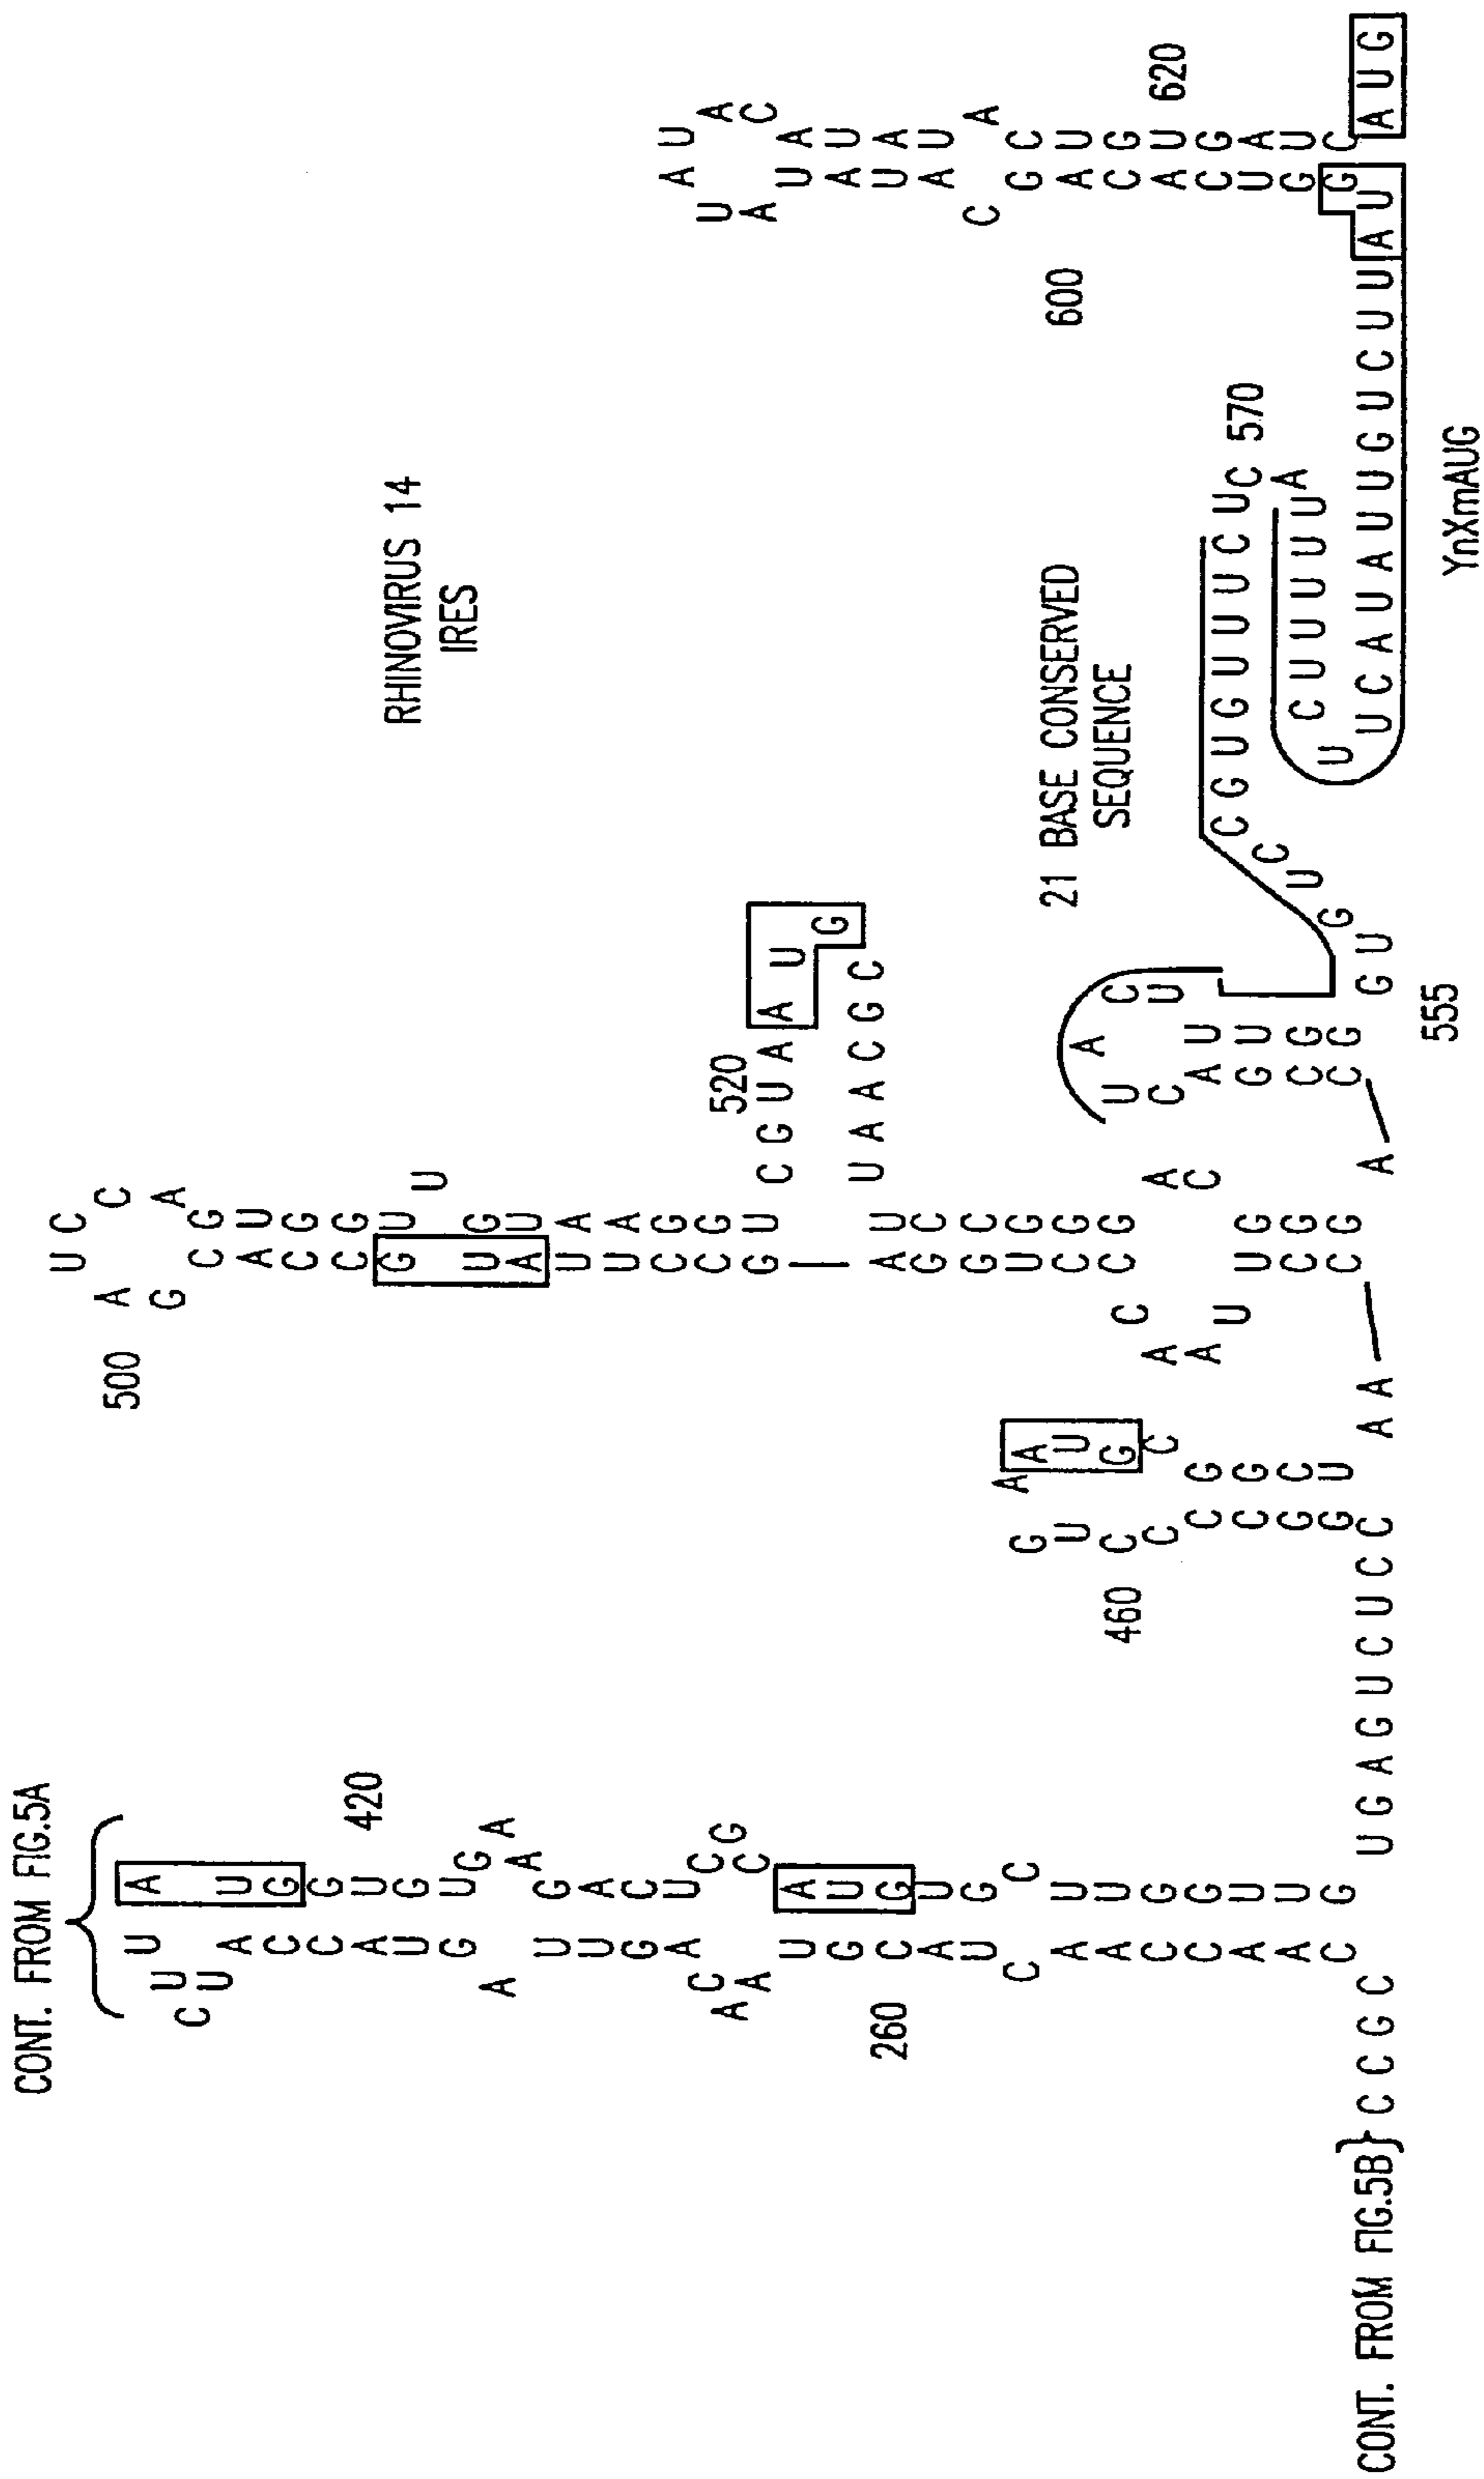 CONT. FROM FIG.5A
RHINOVIRUS 14
IRES
500
420
520
260
460
600
620
21 BASE CONSERVED
SEQUENCE
570
555
YnXmAUG
CONT. FROM FIG.5B
C C G C
C A A C C A A C U A C G U A A C A G U U A G U A C C A U C U U
A U G G U G U G A A G A C U C G C A U G U G C U U G G U U G
U G A G U C U C C
G G C C C C U G A A U G C G G C U
A A
C C U U A A C C C U G G A
G C C U U A U G C C A C G A U C C A G U G G U U G U A A G G U
C G U A A U G
C G C A A U
U C C G G G A C G G G
A
C C G A C U A C U U U G G
G U G U C C G U G U U U C U C
A U U U U U C U
U C A U A U U G U C U U A U G
G U C A C A G C A U A U A U A U A C A U A U A C U G U G A U C
A U G